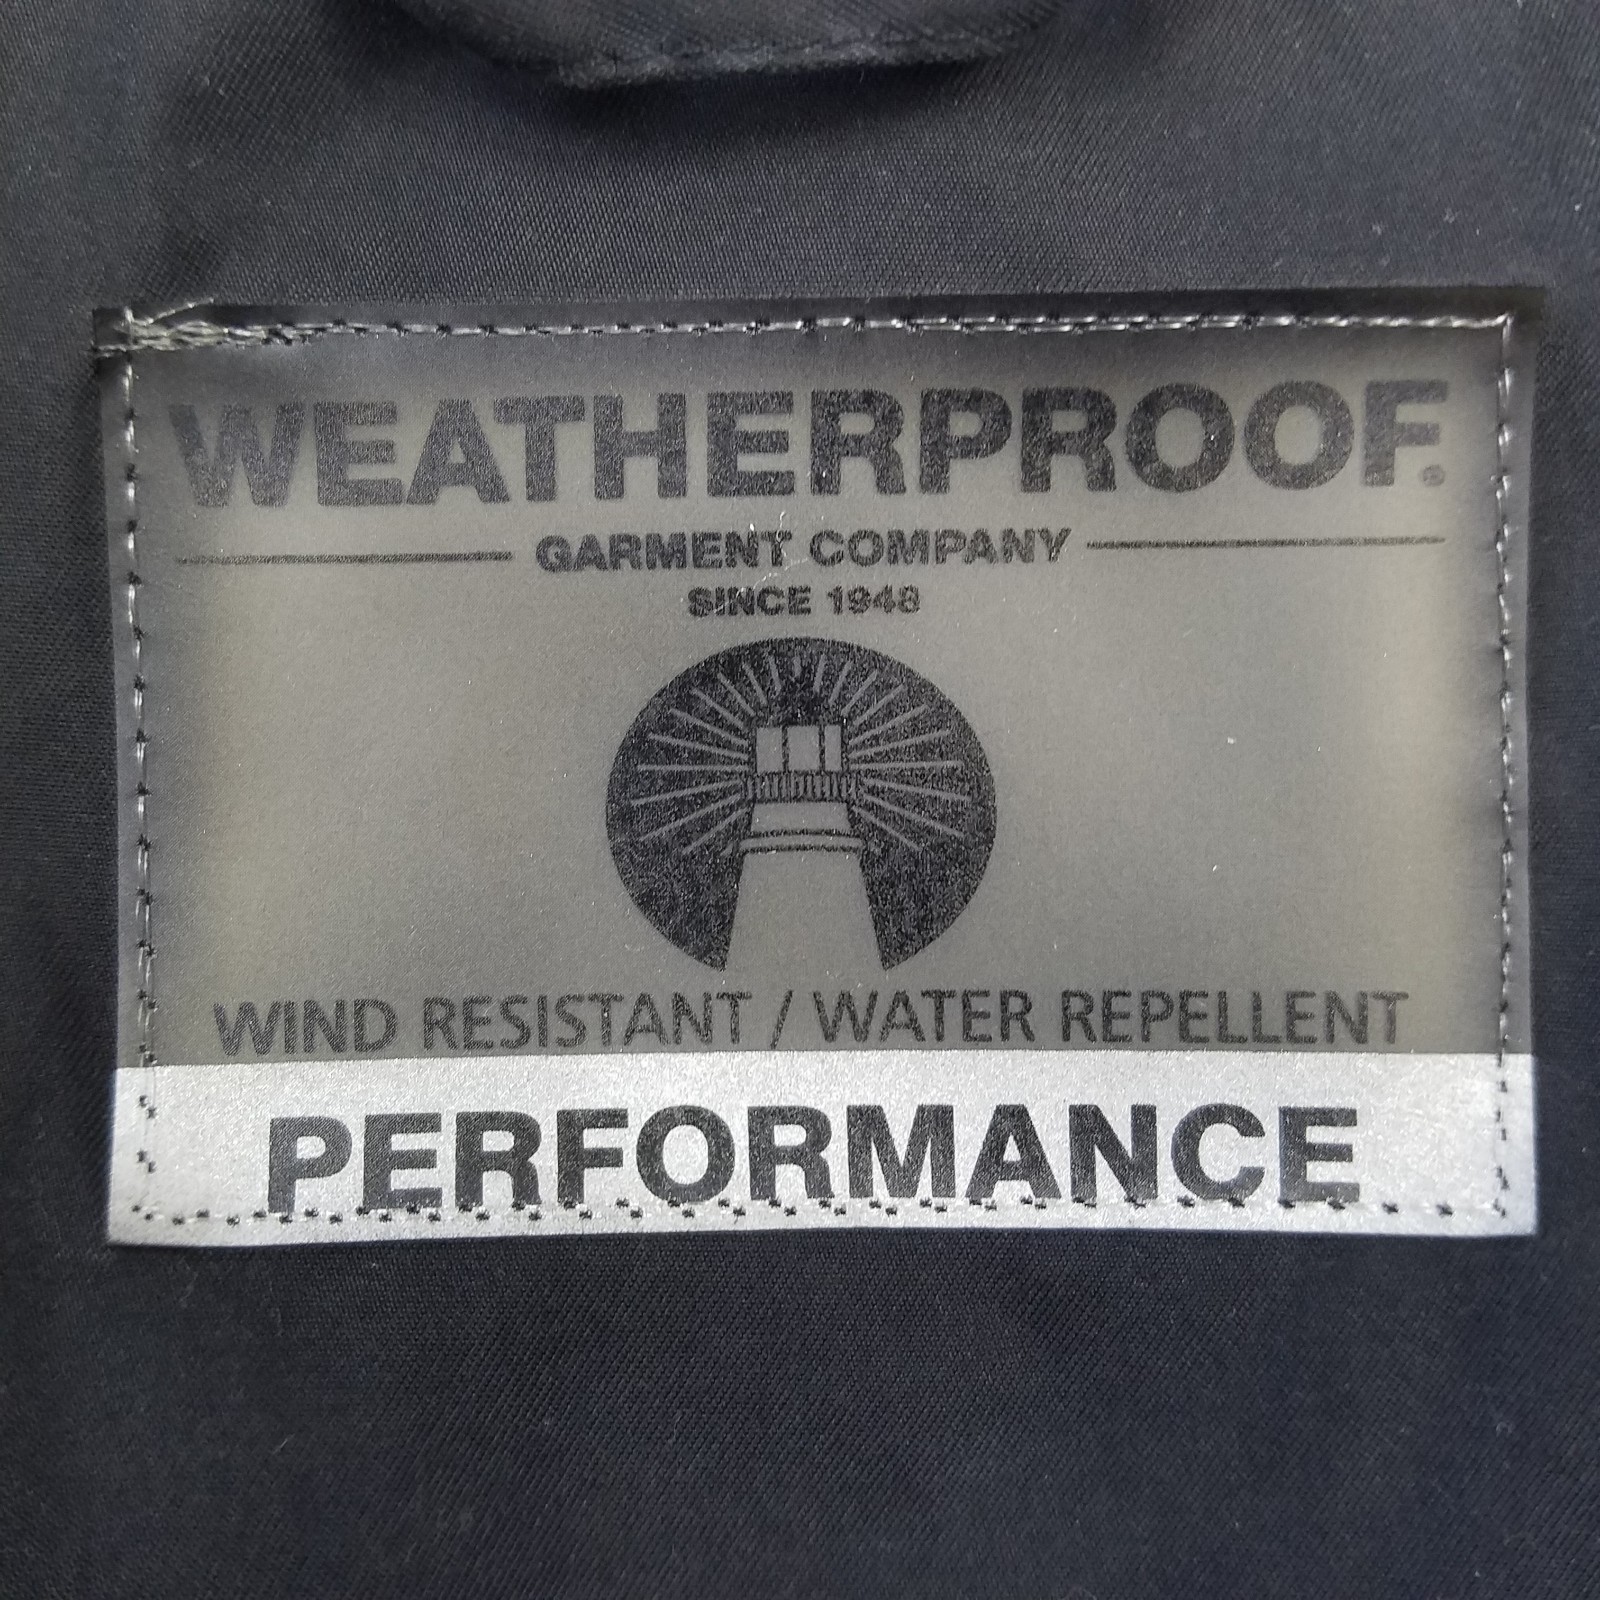 WEATHERPROOF®
GARMENT COMPANY
SINCE 1948
WIND RESISTANT / WATER REPELLENT
PERFORMANCE